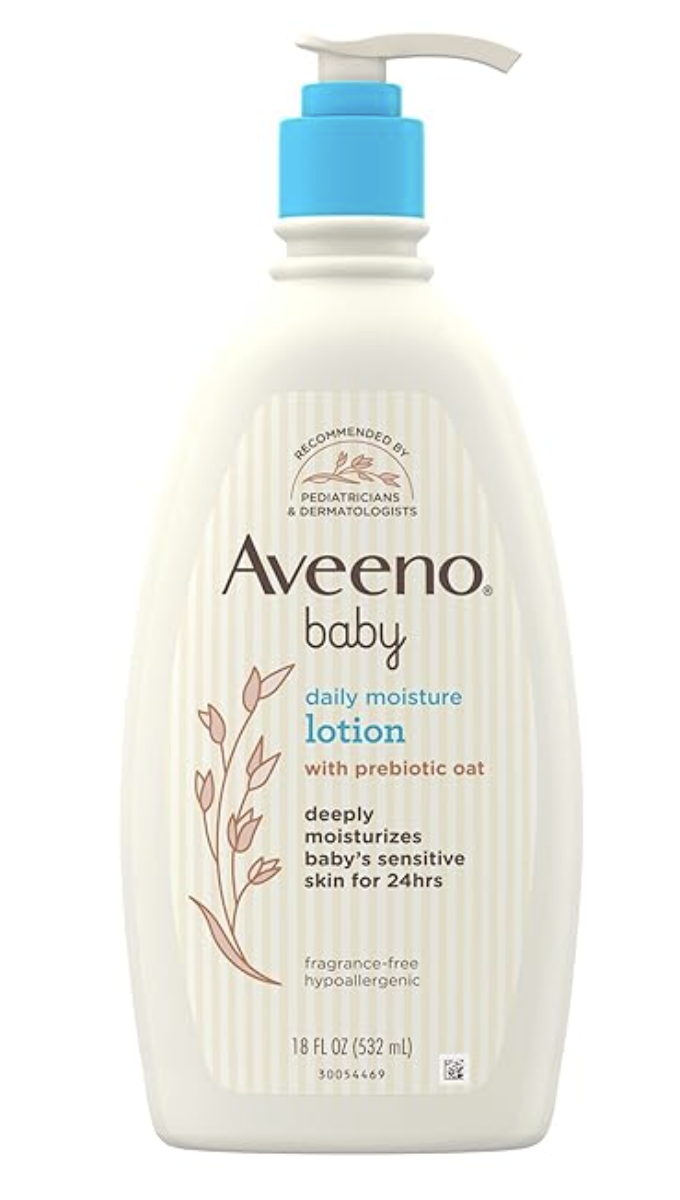 RECOMMENDED BY
PEDIATRICIANS
& DERMATOLOGISTS
Aveeno®
baby
daily moisture
lotion
with prebiotic oat
deeply
moisturizes
baby's sensitive
skin for 24hrs
fragrance-free
hypoallergenic
18 FL OZ (532 mL)
30054469